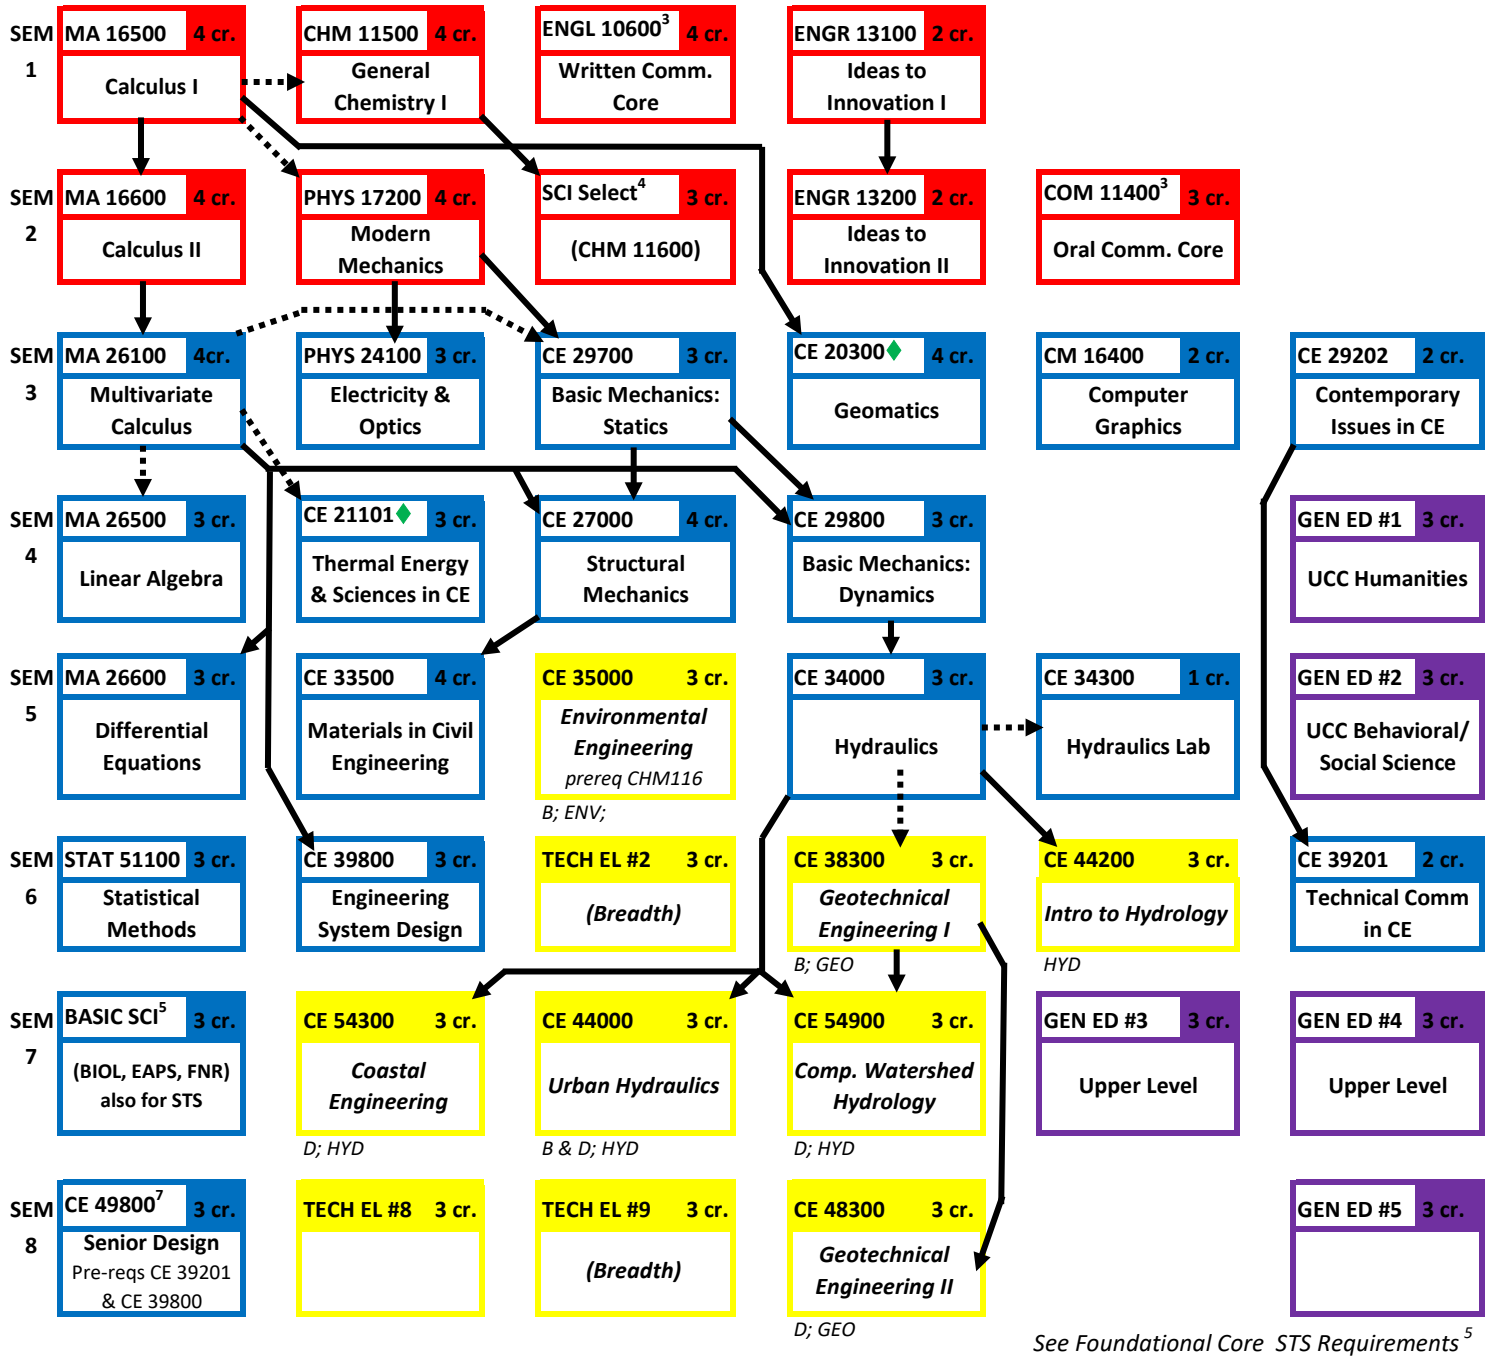 SEM 1
MA 16500 4 cr.
Calculus I
CHM 11500 4 cr.
General
Chemistry I
ENGL 10600³ 4 cr.
Written Comm.
Core
ENGR 13100 2 cr.
Ideas to
Innovation I
SEM 2
MA 16600 4 cr.
Calculus II
PHYS 17200 4 cr.
Modern
Mechanics
SCI Select⁴ 3 cr.
(CHM 11600)
ENGR 13200 2 cr.
Ideas to
Innovation II
COM 11400³ 3 cr.
Oral Comm. Core
SEM 3
MA 26100 4cr.
Multivariate
Calculus
PHYS 24100 3 cr.
Electricity &
Optics
CE 29700 3 cr.
Basic Mechanics:
Statics
CE 20300♦ 4 cr.
Geomatics
CM 16400 2 cr.
Computer
Graphics
CE 29202 2 cr.
Contemporary
Issues in CE
SEM 4
MA 26500 3 cr.
Linear Algebra
CE 21101♦ 3 cr.
Thermal Energy
& Sciences in CE
CE 27000 4 cr.
Structural
Mechanics
CE 29800 3 cr.
Basic Mechanics:
Dynamics
GEN ED #1 3 cr.
UCC Humanities
SEM 5
MA 26600 3 cr.
Differential
Equations
CE 33500 4 cr.
Materials in Civil
Engineering
CE 35000 3 cr.
Environmental
Engineering
prereq CHM116
B; ENV;
CE 34000 3 cr.
Hydraulics
CE 34300 1 cr.
Hydraulics Lab
GEN ED #2 3 cr.
UCC Behavioral/
Social Science
SEM 6
STAT 51100 3 cr.
Statistical
Methods
CE 39800 3 cr.
Engineering
System Design
TECH EL #2 3 cr.
(Breadth)
CE 38300 3 cr.
Geotechnical
Engineering I
B; GEO
CE 44200 3 cr.
Intro to Hydrology
HYD
CE 39201 2 cr.
Technical Comm
in CE
SEM 7
BASIC SCI⁵ 3 cr.
(BIOL, EAPS, FNR)
also for STS
CE 54300 3 cr.
Coastal
Engineering
D; HYD
CE 44000 3 cr.
Urban Hydraulics
B & D; HYD
CE 54900 3 cr.
Comp. Watershed
Hydrology
D; HYD
GEN ED #3 3 cr.
Upper Level
GEN ED #4 3 cr.
Upper Level
SEM 8
CE 49800⁷ 3 cr.
Senior Design
Pre-reqs CE 39201
& CE 39800
TECH EL #8 3 cr.
TECH EL #9 3 cr.
(Breadth)
CE 48300 3 cr.
Geotechnical
Engineering II
D; GEO
GEN ED #5 3 cr.
See Foundational Core STS Requirements ⁵